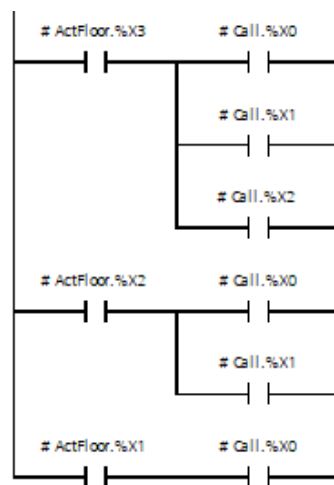 # ActFloor.%X3 # Call.%X0
# Call.%X1
# Call.%X2
# ActFloor.%X2 # Call.%X0
# Call.%X1
# ActFloor.%X1 # Call.%X0